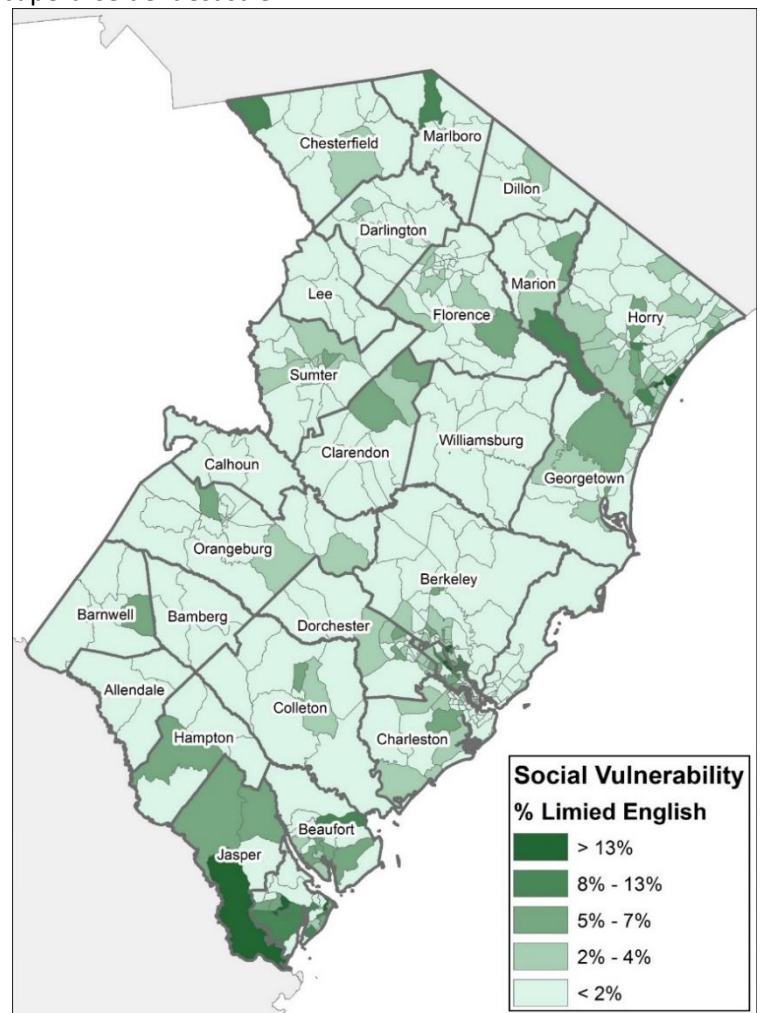 Chesterfield
Marlboro
Dillon
Darlington
Marion
Lee
Florence
Horry
Sumter
Clarendon
Williamsburg
Calhoun
Georgetown
Orangeburg
Berkeley
Barnwell
Bamberg
Dorchester
Allendale
Colleton
Hampton
Charleston
Beaufort
Jasper
Social Vulnerability
% Limied English
> 13%
8% - 13%
5% - 7%
2% - 4%
< 2%